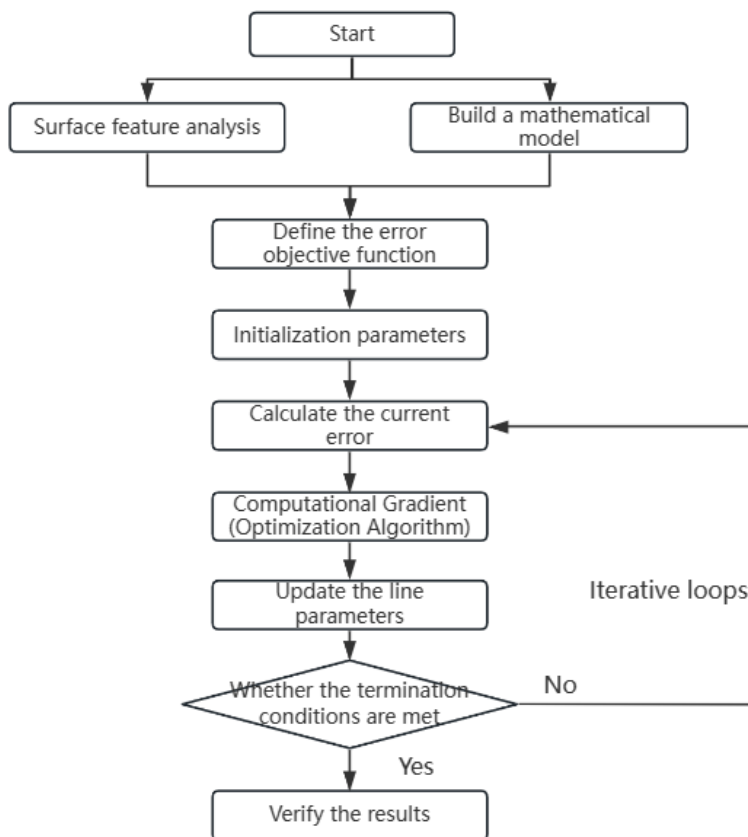 Start
Surface feature analysis
Build a mathematical
model
Define the error
objective function
Initialization parameters
Calculate the current
error
Computational Gradient
(Optimization Algorithm)
Update the line
parameters
Iterative loops
Whether the termination
conditions are met
No
Yes
Verify the results